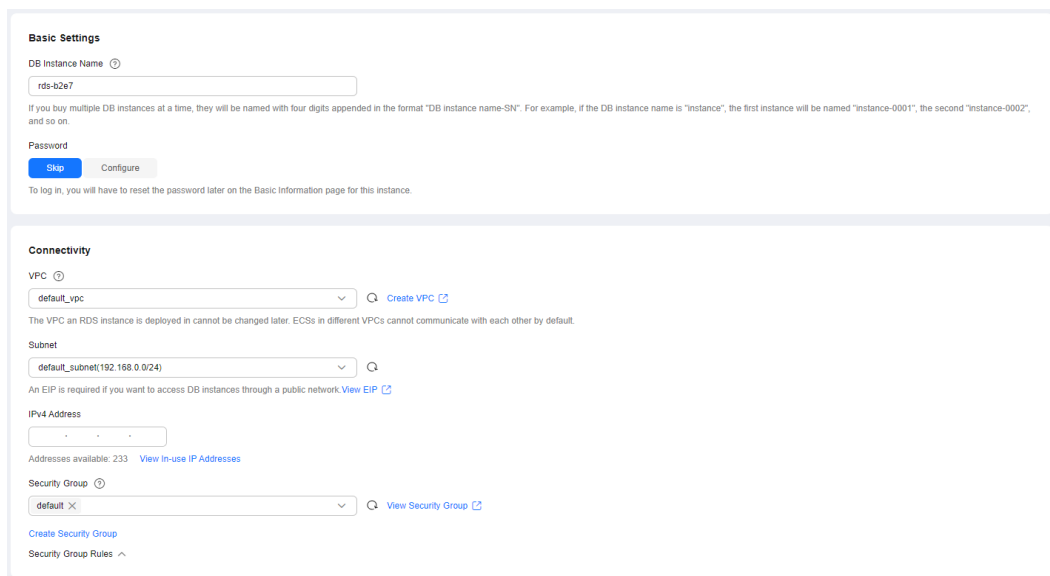 Basic Settings
DB Instance Name
rds-b2e7
If you buy multiple DB instances at a time, they will be named with four digits appended in the format "DB instance name-SN". For example, if the DB instance name is "instance", the first instance will be named "instance-0001", the second "instance-0002",
and so on.
Password
Skip Configure
To log in, you will have to reset the password later on the Basic Information page for this instance.
Connectivity
VPC
default_vpc Create VPC
The VPC an RDS instance is deployed in cannot be changed later. ECSs in different VPCs cannot communicate with each other by default.
Subnet
default_subnet(192.168.0.0/24)
An EIP is required if you want to access DB instances through a public network.View EIP
IPv4 Address
Addresses available: 233 View In-use IP Addresses
Security Group
default View Security Group
Create Security Group
Security Group Rules